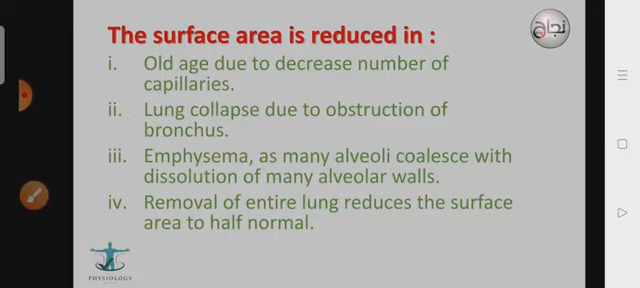 The surface area is reduced in :
نجاح
i. Old age due to decrease number of
capillaries.
ii. Lung collapse due to obstruction of
bronchus.
iii. Emphysema, as many alveoli coalesce with
dissolution of many alveolar walls.
iv. Removal of entire lung reduces the surface
area to half normal.
PHYSIOLOGY